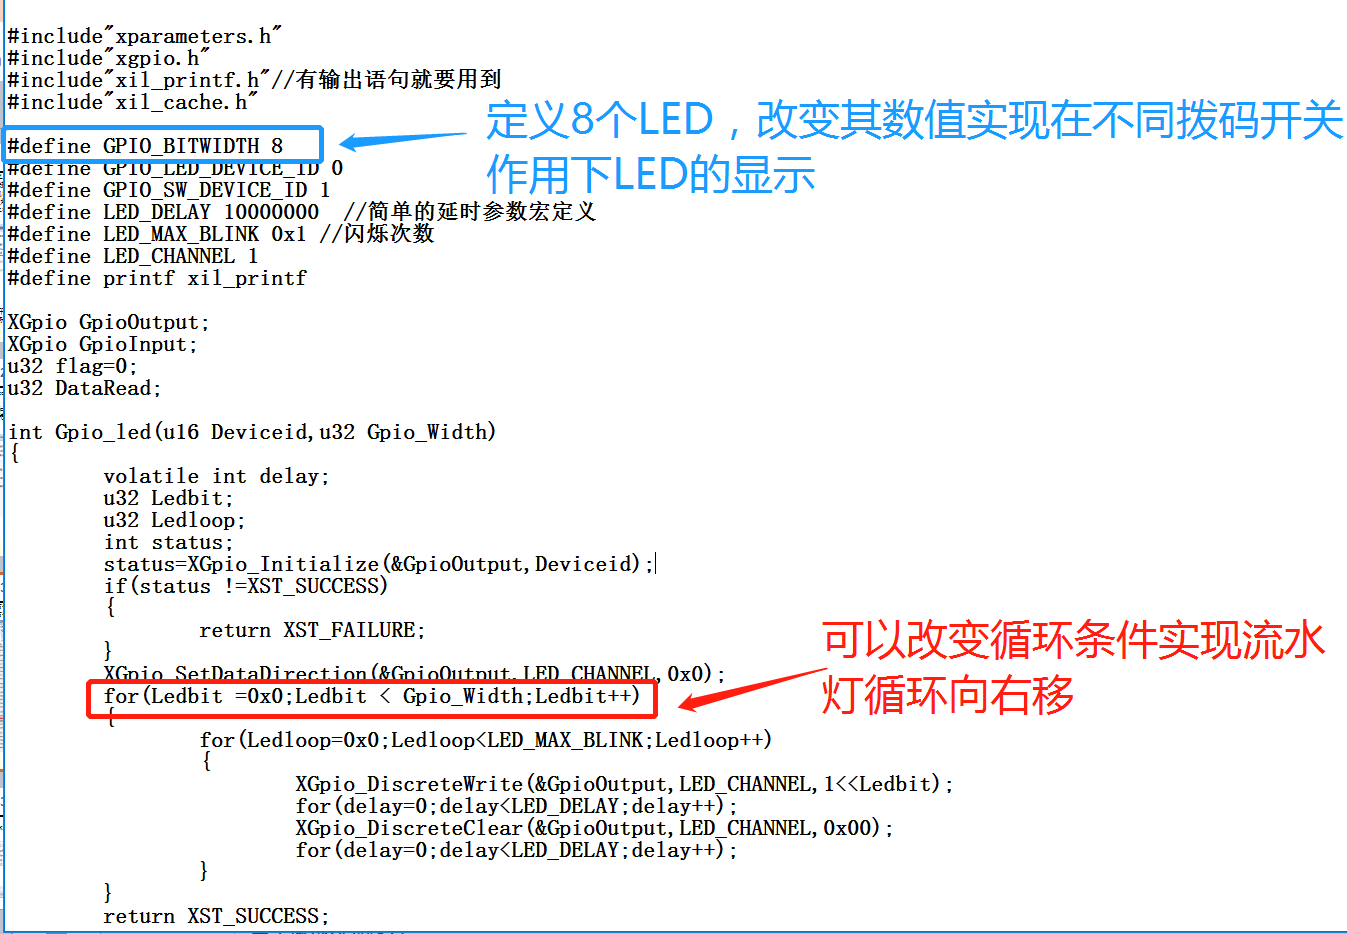 #include"xparameters.h"
#include"xgpio.h"
#include"xil_printf.h"//有输出语句就要用到
#include"xil_cache.h"
定义8个LED，改变其数值实现在不同拨码开关
作用下LED的显示
#define GPIO_BITWIDTH 8
#define GPIO_LED_DEVICE_ID 0
#define GPIO_SW_DEVICE_ID 1
#define LED_DELAY 10000000  //简单的延时参数宏定义
#define LED_MAX_BLINK 0x1 //闪烁次数
#define LED_CHANNEL 1
#define printf xil_printf
XGpio GpioOutput;
XGpio GpioInput;
u32 flag=0;
u32 DataRead;
int Gpio_led(u16 Deviceid,u32 Gpio_Width)
{
volatile int delay;
u32 Ledbit;
u32 Ledloop;
int status;
status=XGpio_Initialize(&GpioOutput,Deviceid);
if(status !=XST_SUCCESS)
{
return XST_FAILURE;
}
XGpio_SetDataDirection(&GpioOutput,LED_CHANNEL,0x0);
for(Ledbit =0x0;Ledbit < Gpio_Width;Ledbit++)
可以改变循环条件实现流水
灯循环向右移
{
for(Ledloop=0x0;Ledloop<LED_MAX_BLINK;Ledloop++)
{
XGpio_DiscreteWrite(&GpioOutput,LED_CHANNEL,1<<Ledbit);
for(delay=0;delay<LED_DELAY;delay++);
XGpio_DiscreteClear(&GpioOutput,LED_CHANNEL,0x00);
for(delay=0;delay<LED_DELAY;delay++);
}
}
return XST_SUCCESS;